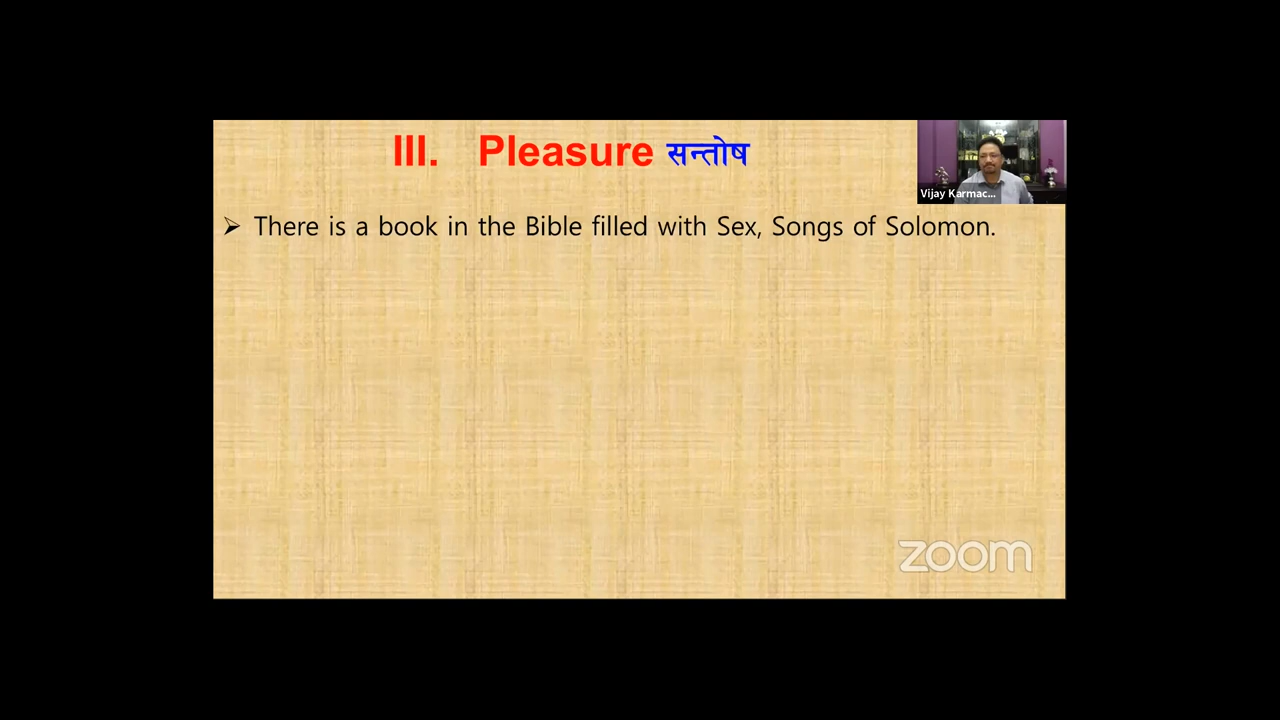 III. Pleasure सन्तोष
Vijay Karmac...
➢ There is a book in the Bible filled with Sex, Songs of Solomon.
zoom